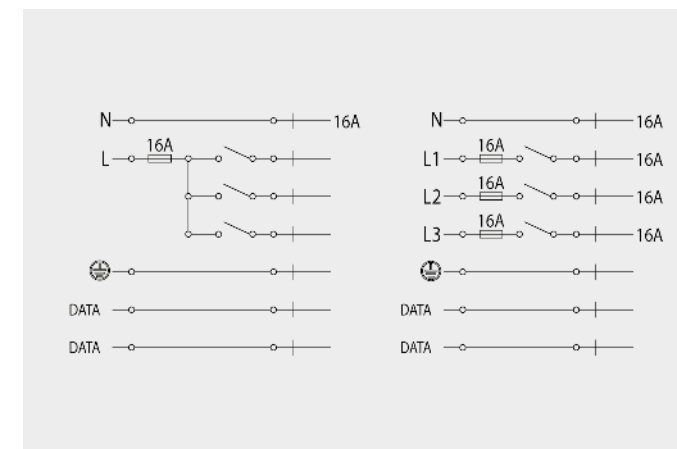 N 16A
L 16A
DATA
DATA
N 16A
L1 16A 16A
L2 16A 16A
L3 16A 16A
DATA
DATA